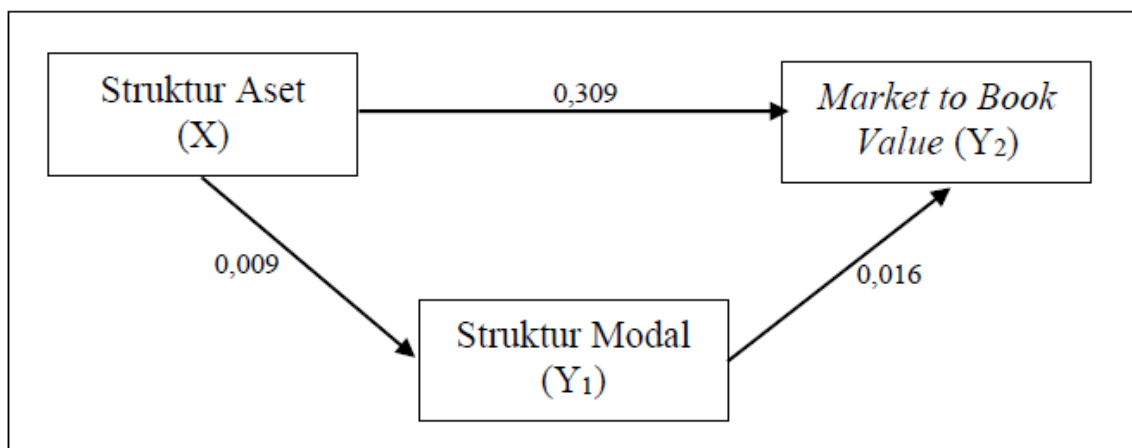 Struktur Aset
(X)
0,309
Market to Book
Value (Y₂)
0,009
0,016
Struktur Modal
(Y₁)